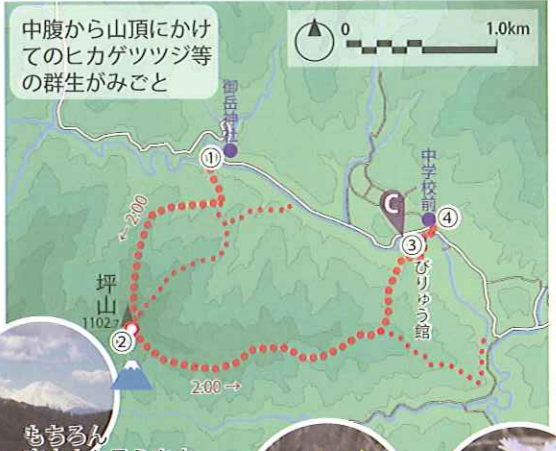 中腹から山頂にかけ
てのヒカゲツツジ等
の群生がみごと
0 1.0km
御岳神社
①
中学校前
C
④
③
びりゅう館
←2:00
坪山
1102.7
②
2:00→
もちろん